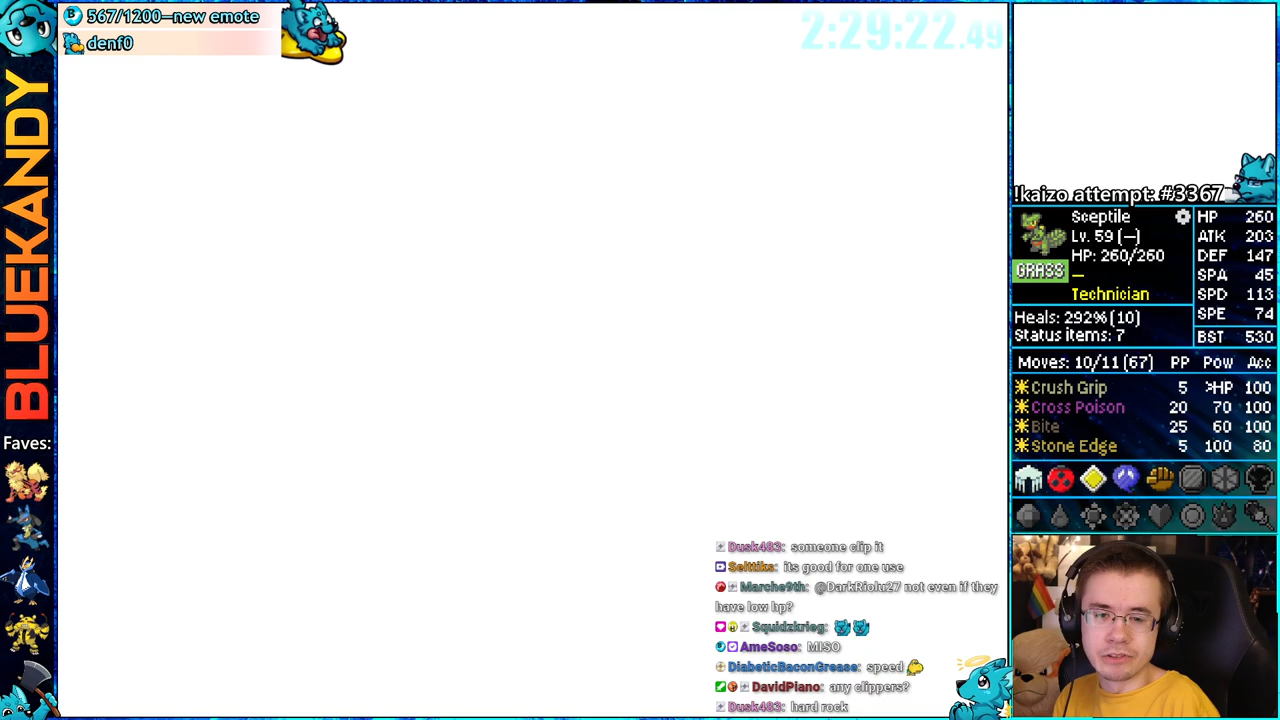 567/1200—new emote
denf0
2:29:22.49
BLUEKANDY
Faves:
!kaizo attempt: #3367
Sceptile
Lv. 59 (—)
HP: 260/260
GRASS
—
Technician
Heals: 292% (10)
Status items: 7
HP 260
ATK 203
DEF 147
SPA 45
SPD 113
SPE 74
BST 530
Moves: 10/11 (67) PP Pow Acc
Crush Grip 5 >HP 100
Cross Poison 20 70 100
Bite 25 60 100
Stone Edge 5 100 80
Dusk483: someone clip it
Selttiks: its good for one use
Marche9th: @DarkRiolu27 not even if they
have low hp?
Squidzkrieg:
AmeSoso: MISO
DiabeticBaconGrease: speed
DavidPiano: any clippers?
Dusk483: hard rock